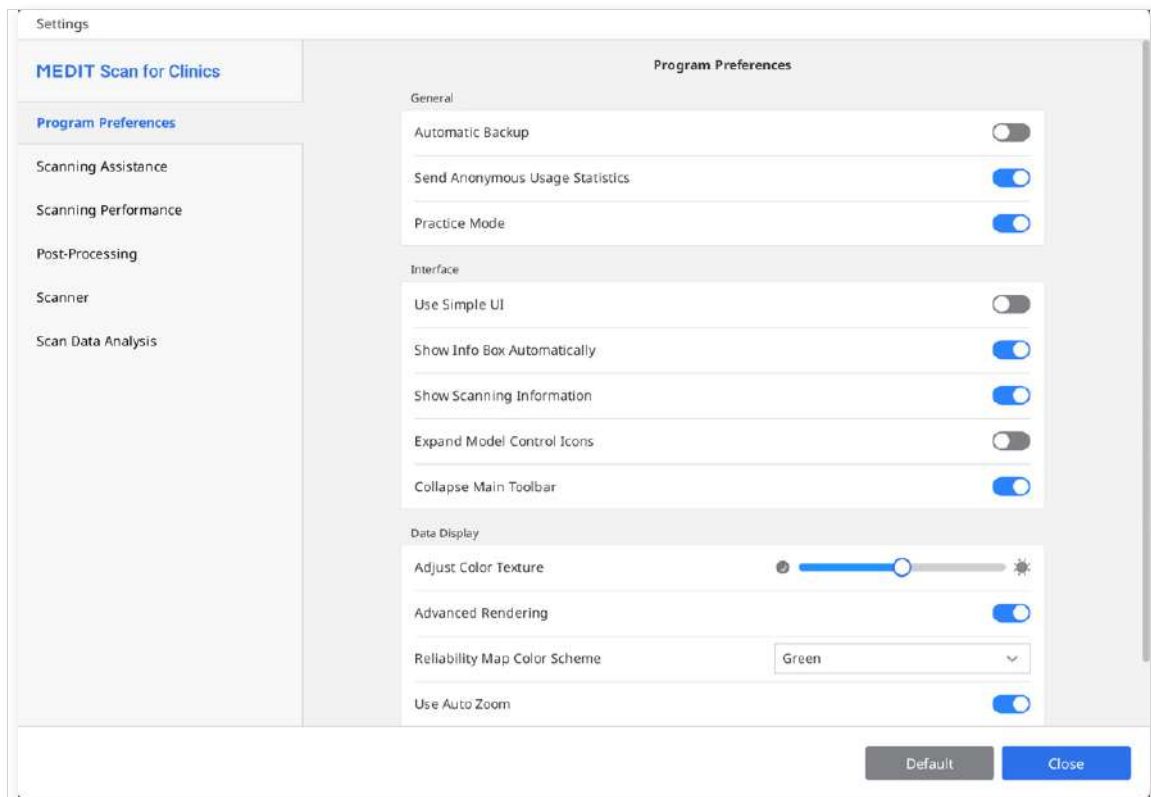 Settings
MEDIT Scan for Clinics
Program Preferences
Scanning Assistance
Scanning Performance
Post-Processing
Scanner
Scan Data Analysis
Program Preferences
General
Automatic Backup
Send Anonymous Usage Statistics
Practice Mode
Interface
Use Simple UI
Show Info Box Automatically
Show Scanning Information
Expand Model Control Icons
Collapse Main Toolbar
Data Display
Adjust Color Texture
Advanced Rendering
Reliability Map Color Scheme Green
Use Auto Zoom
Default Close